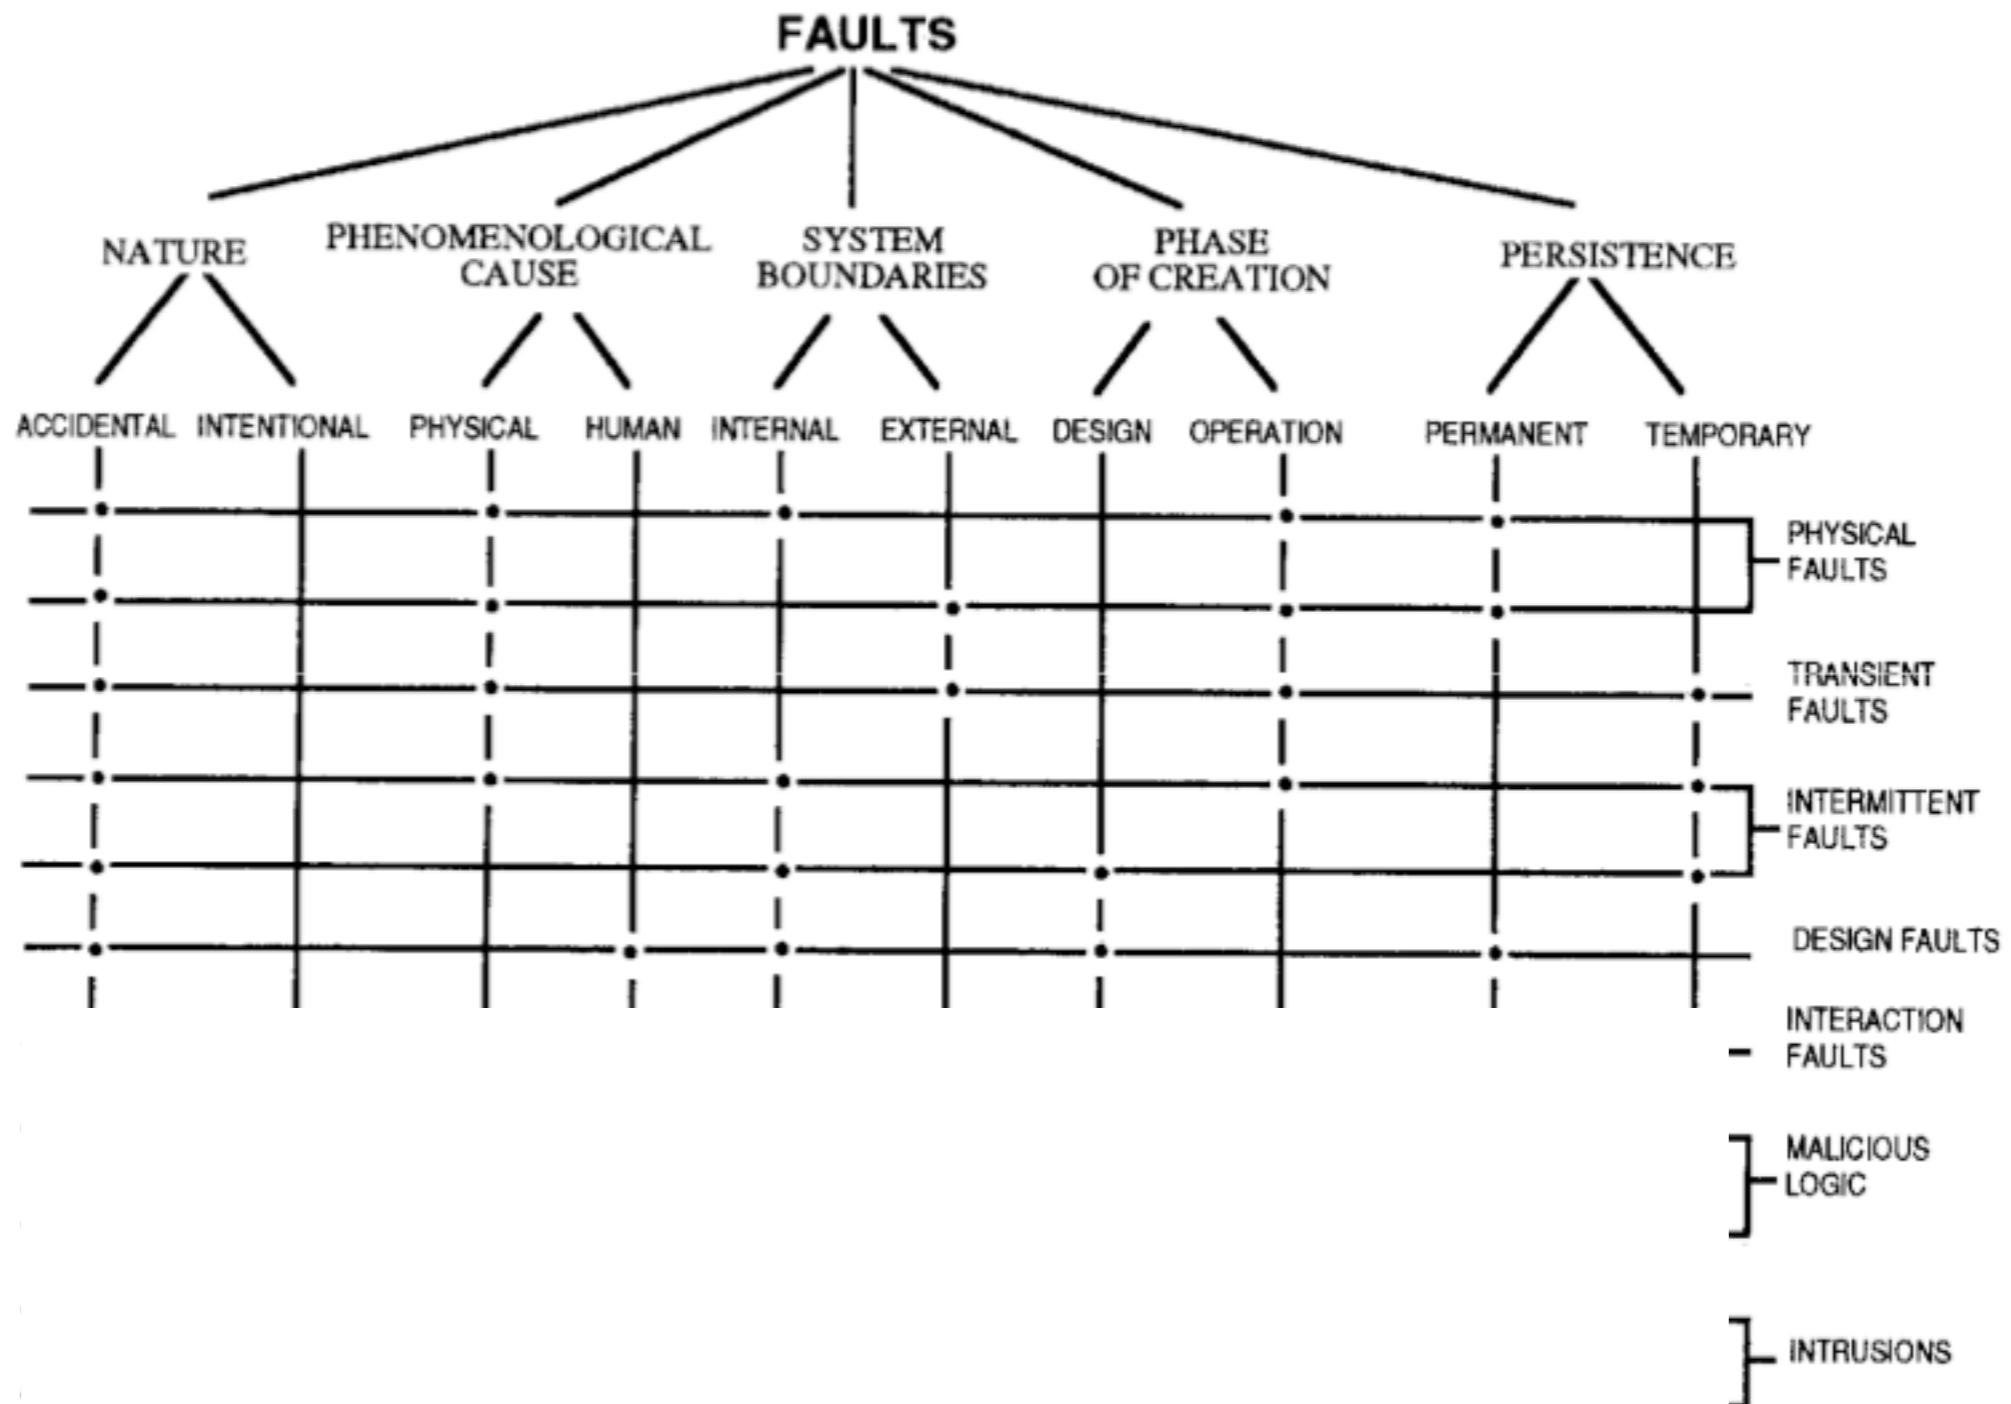 FAULTS
NATURE
PHENOMENOLOGICAL
CAUSE
SYSTEM
BOUNDARIES
PHASE
OF CREATION
PERSISTENCE
ACCIDENTAL
INTENTIONAL
PHYSICAL
HUMAN
INTERNAL
EXTERNAL
DESIGN
OPERATION
PERMANENT
TEMPORARY
PHYSICAL
FAULTS
TRANSIENT
FAULTS
INTERMITTENT
FAULTS
DESIGN FAULTS
INTERACTION
FAULTS
MALICIOUS
LOGIC
INTRUSIONS